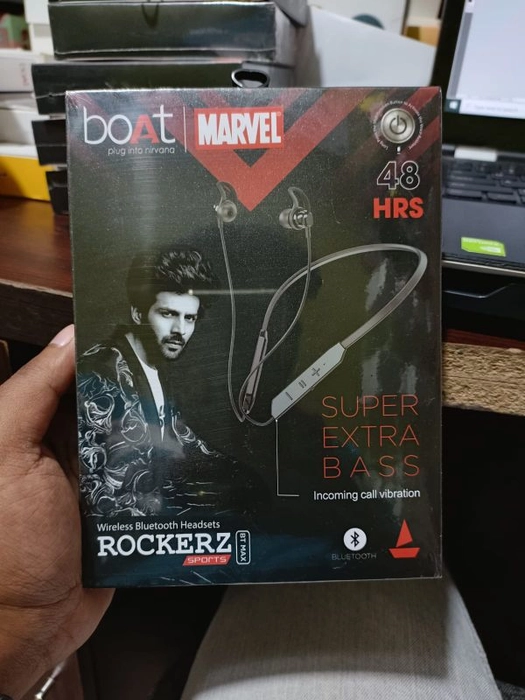 boAt
plug into nirvana
MARVEL
48
HRS
SUPER
EXTRA
BASS
Incoming call vibration
Wireless Bluetooth Headsets
ROCKERZ
SPORTS
BT MAX
BLUETOOTH